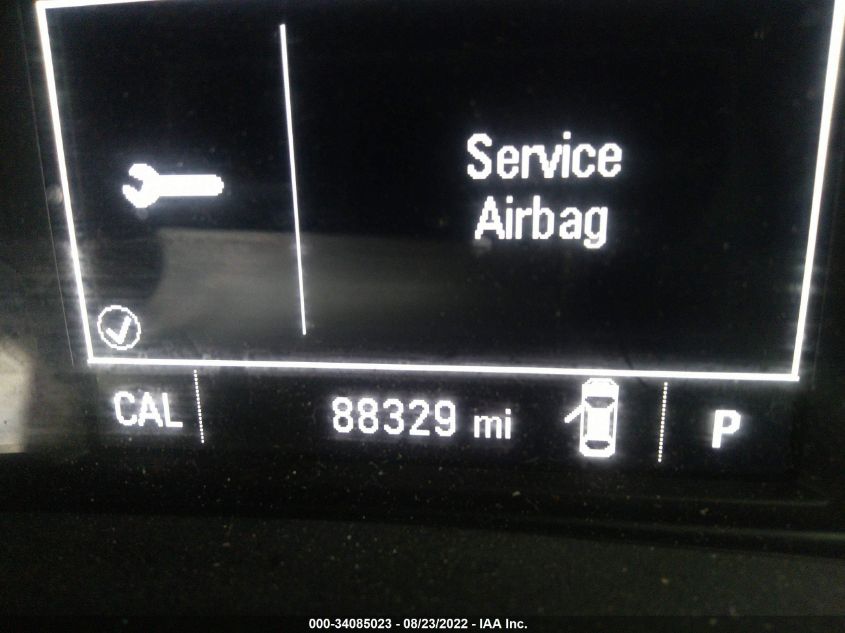 Service
Airbag
CAL 88329 mi P
000-34085023 - 08/23/2022 - IAA Inc.